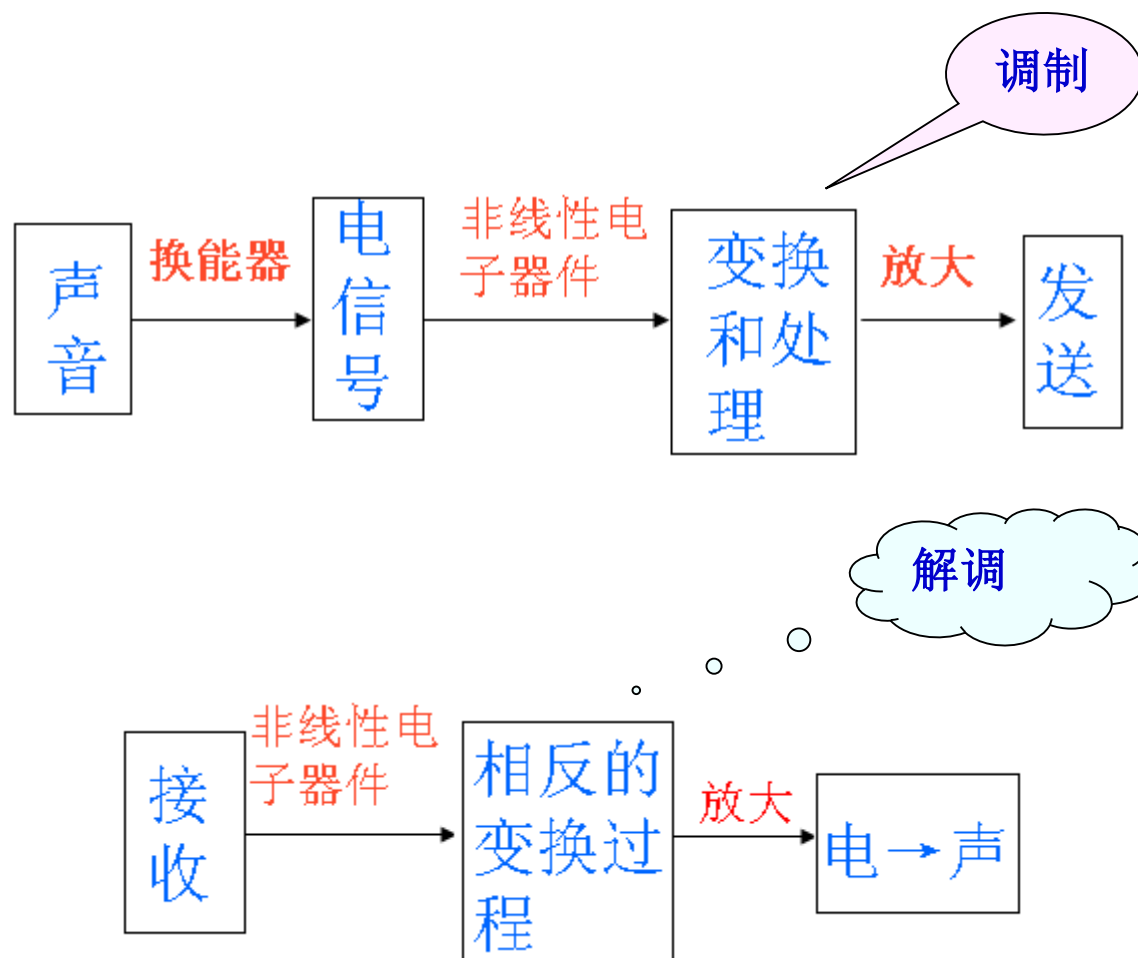 调制
声
音
换能器
电
信
号
非线性电
子器件
变换
和处
理
放大
发
送
解调
接
收
非线性电
子器件
相反的
变换过
程
放大
电→声